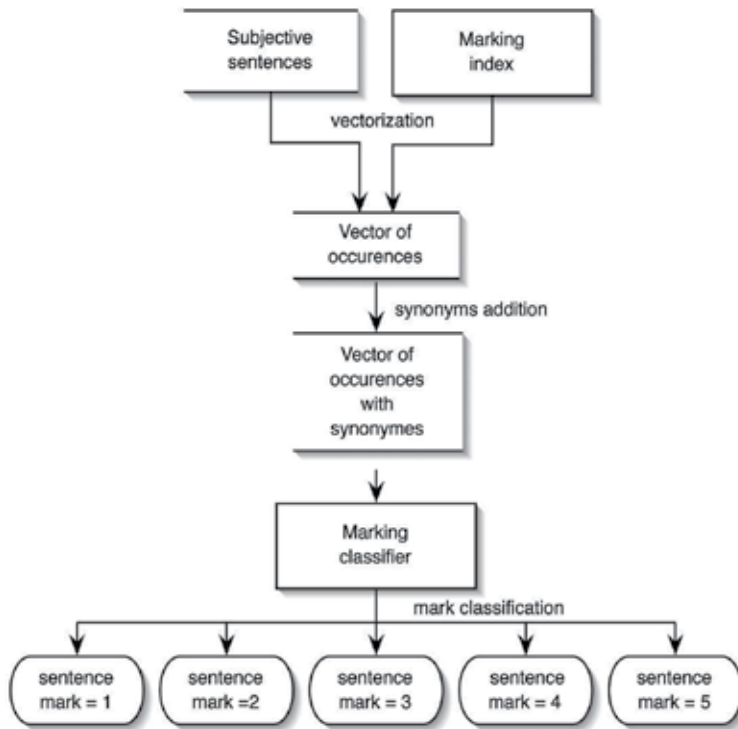 Subjective
sentences
Marking
index
vectorization
Vector of
occurences
synonyms addition
Vector of
occurences
with
synonymes
Marking
classifier
mark classification
sentence
mark = 1
sentence
mark =2
sentence
mark = 3
sentence
mark = 4
sentence
mark = 5